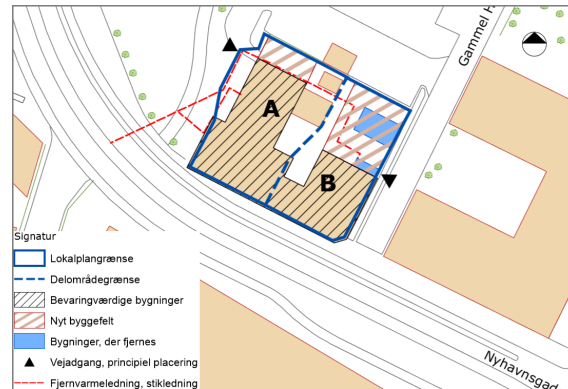 Gammel H
A
B
Signatur
Lokalplangrænse
Delområdegrænse
Bevaringværdige bygninger
Nyt byggefelt
Bygninger, der fjernes
Vejadgang, principiel placering
Fjernvarmeledning, stikledning
Nyhavnsgad